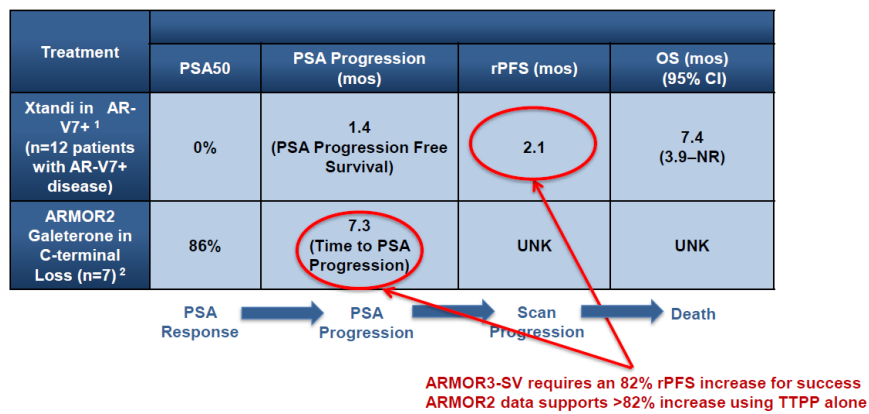 Treatment
PSA50
PSA Progression
(mos)
rPFS (mos)
OS (mos)
(95% CI)
Xtandi in AR-
V7+ 1
(n=12 patients
with AR-V7+
disease)
0%
1.4
(PSA Progression Free
Survival)
2.1
7.4
(3.9–NR)
ARMOR2
Galeterone in
C-terminal
Loss (n=7) 2
86%
7.3
(Time to PSA
Progression)
UNK
UNK
PSA
Response
PSA
Progression
Scan
Progression
Death
ARMOR3-SV requires an 82% rPFS increase for success
ARMOR2 data supports >82% increase using TTPP alone